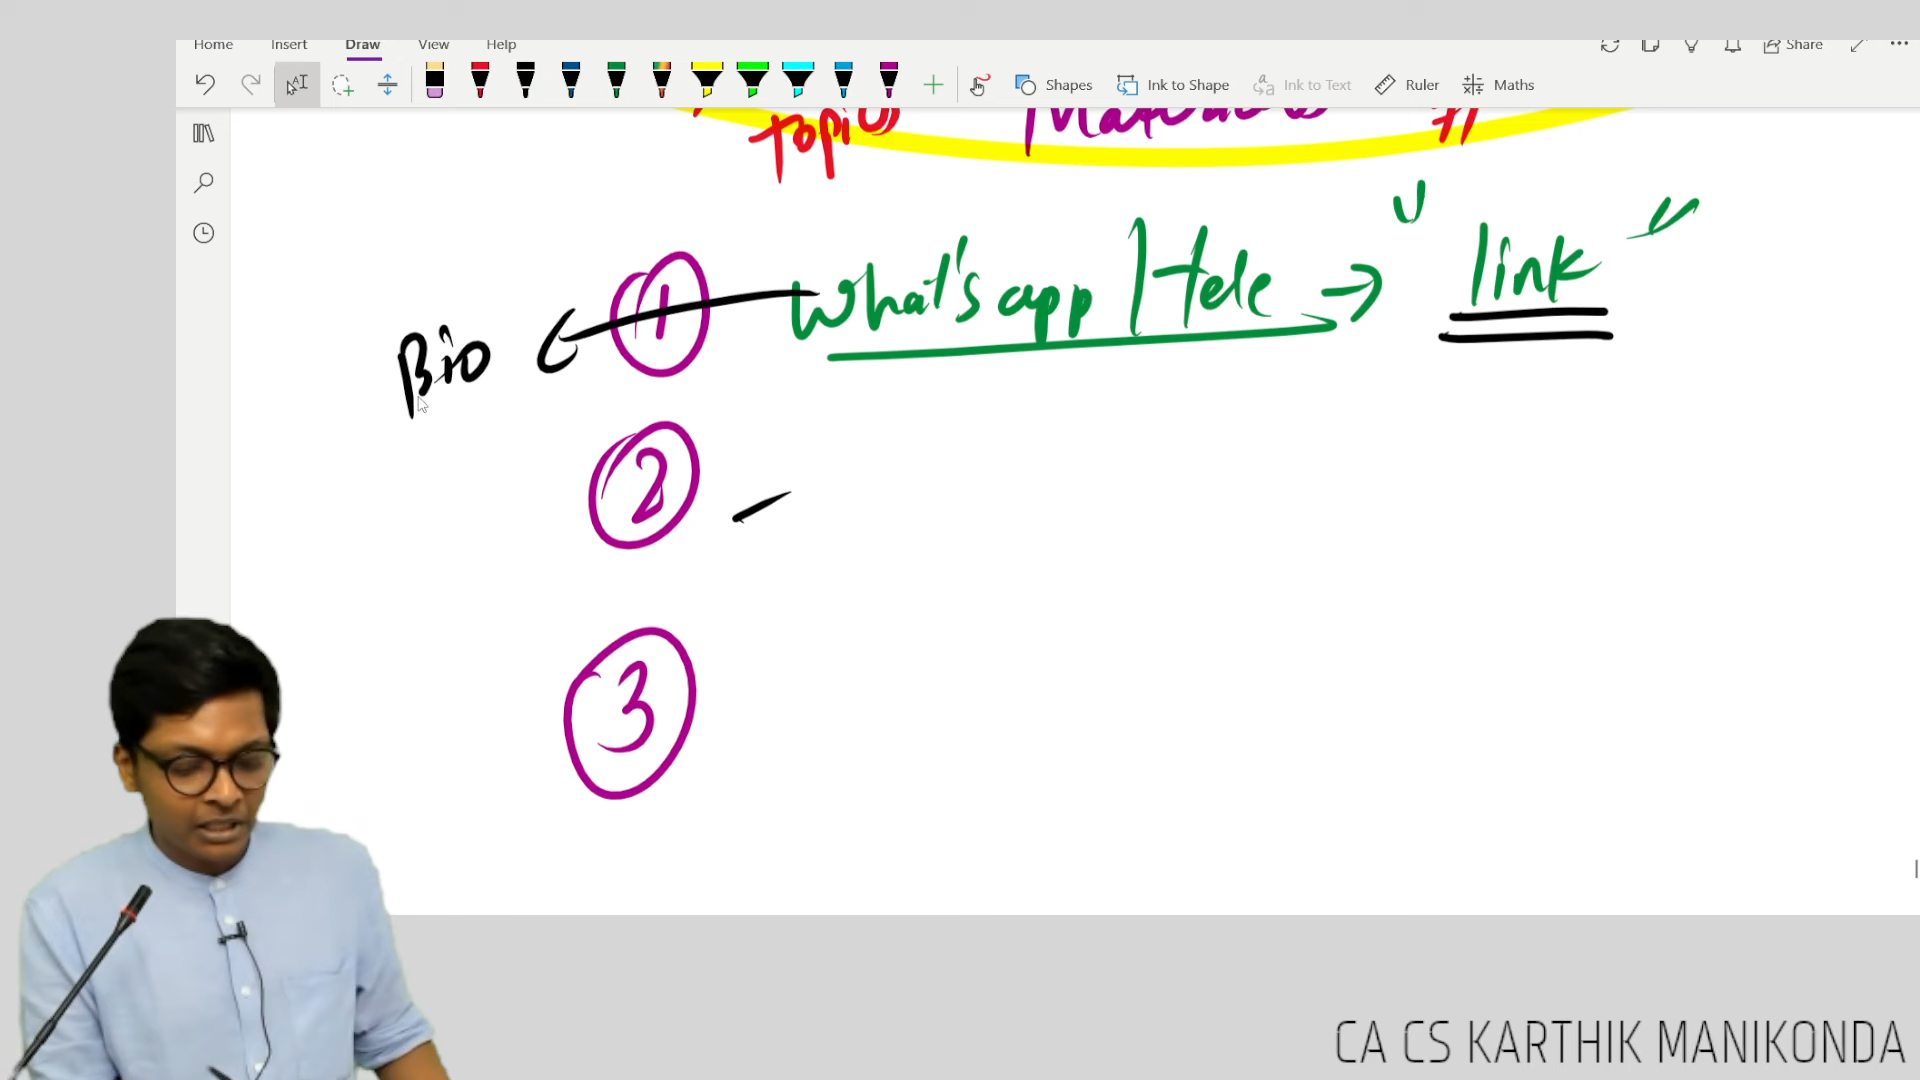 Home Insert Draw View Help Share
Shapes Ink to Shape Ink to Text Ruler Maths
topic
1 What's app / tele → link
Bio
2
3
CA CS KARTHIK MANIKONDA